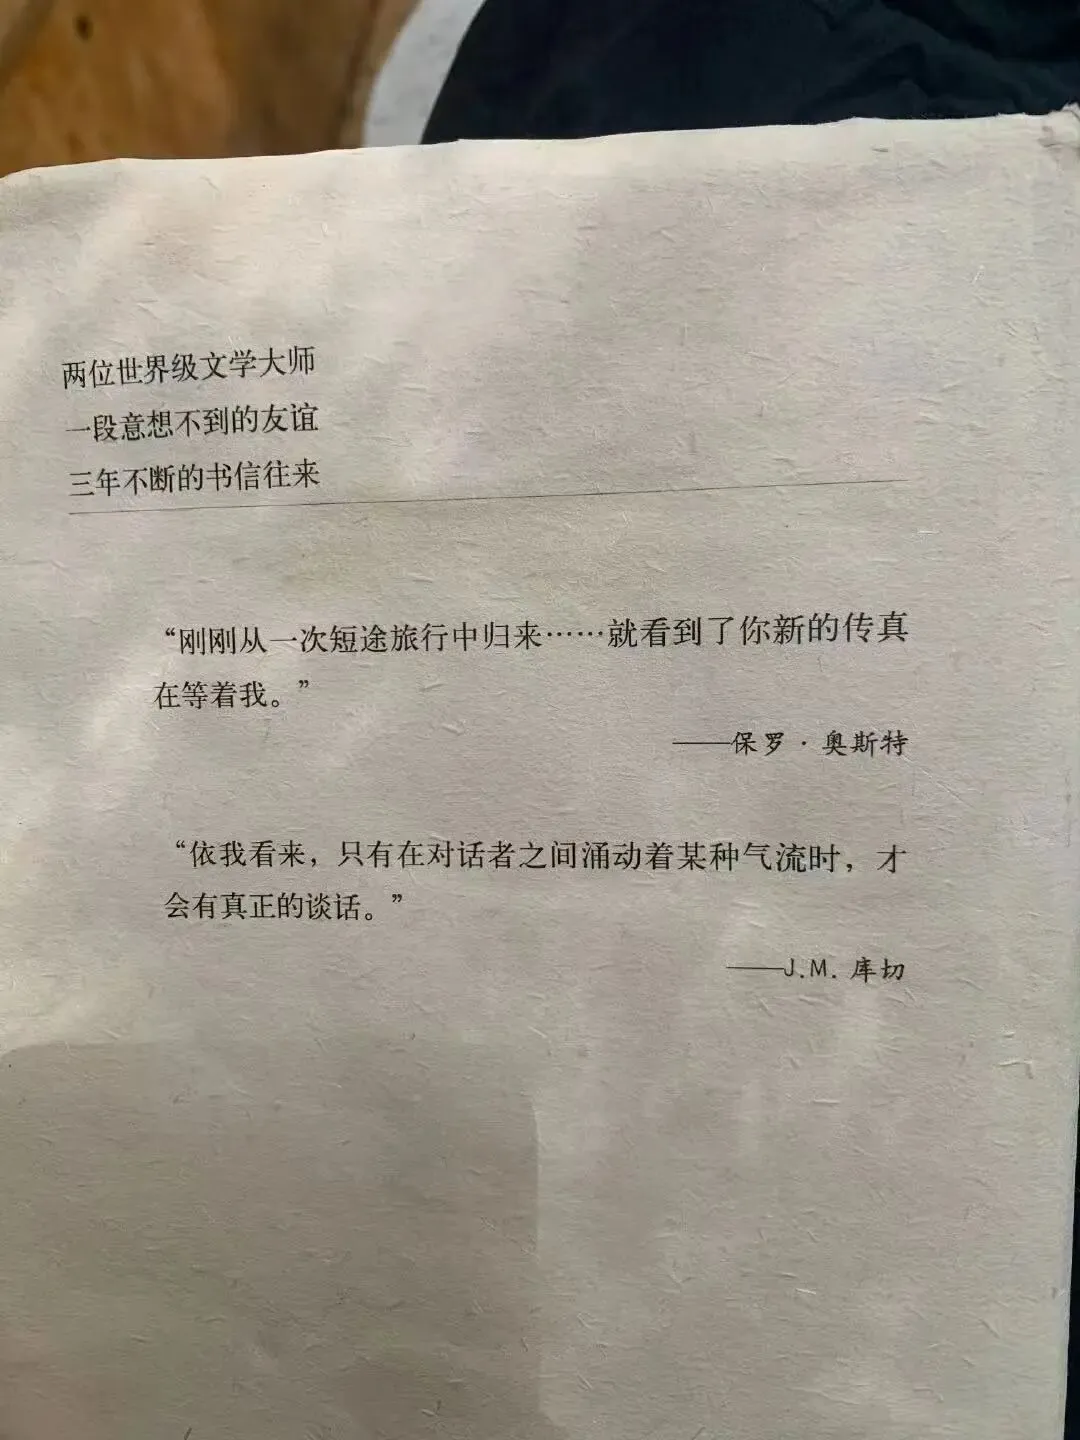 两位世界级文学大师
一段意想不到的友谊
三年不断的书信往来
“刚刚从一次短途旅行中归来……就看到了你新的传真
在等着我。”
——保罗·奥斯特
“依我看来，只有在对话者之间涌动着某种气流时，才
会有真正的谈话。”
——J.M. 库切